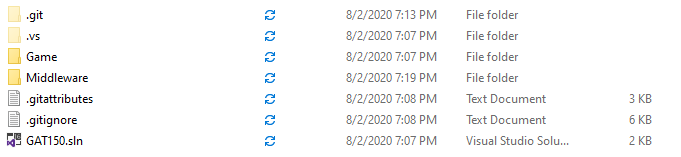 .git 8/2/2020 7:13 PM File folder
.vs 8/2/2020 7:07 PM File folder
Game 8/2/2020 7:07 PM File folder
Middleware 8/2/2020 7:19 PM File folder
.gitattributes 8/2/2020 7:08 PM Text Document 3 KB
.gitignore 8/2/2020 7:08 PM Text Document 6 KB
GAT150.sln 8/2/2020 7:07 PM Visual Studio Solu... 2 KB